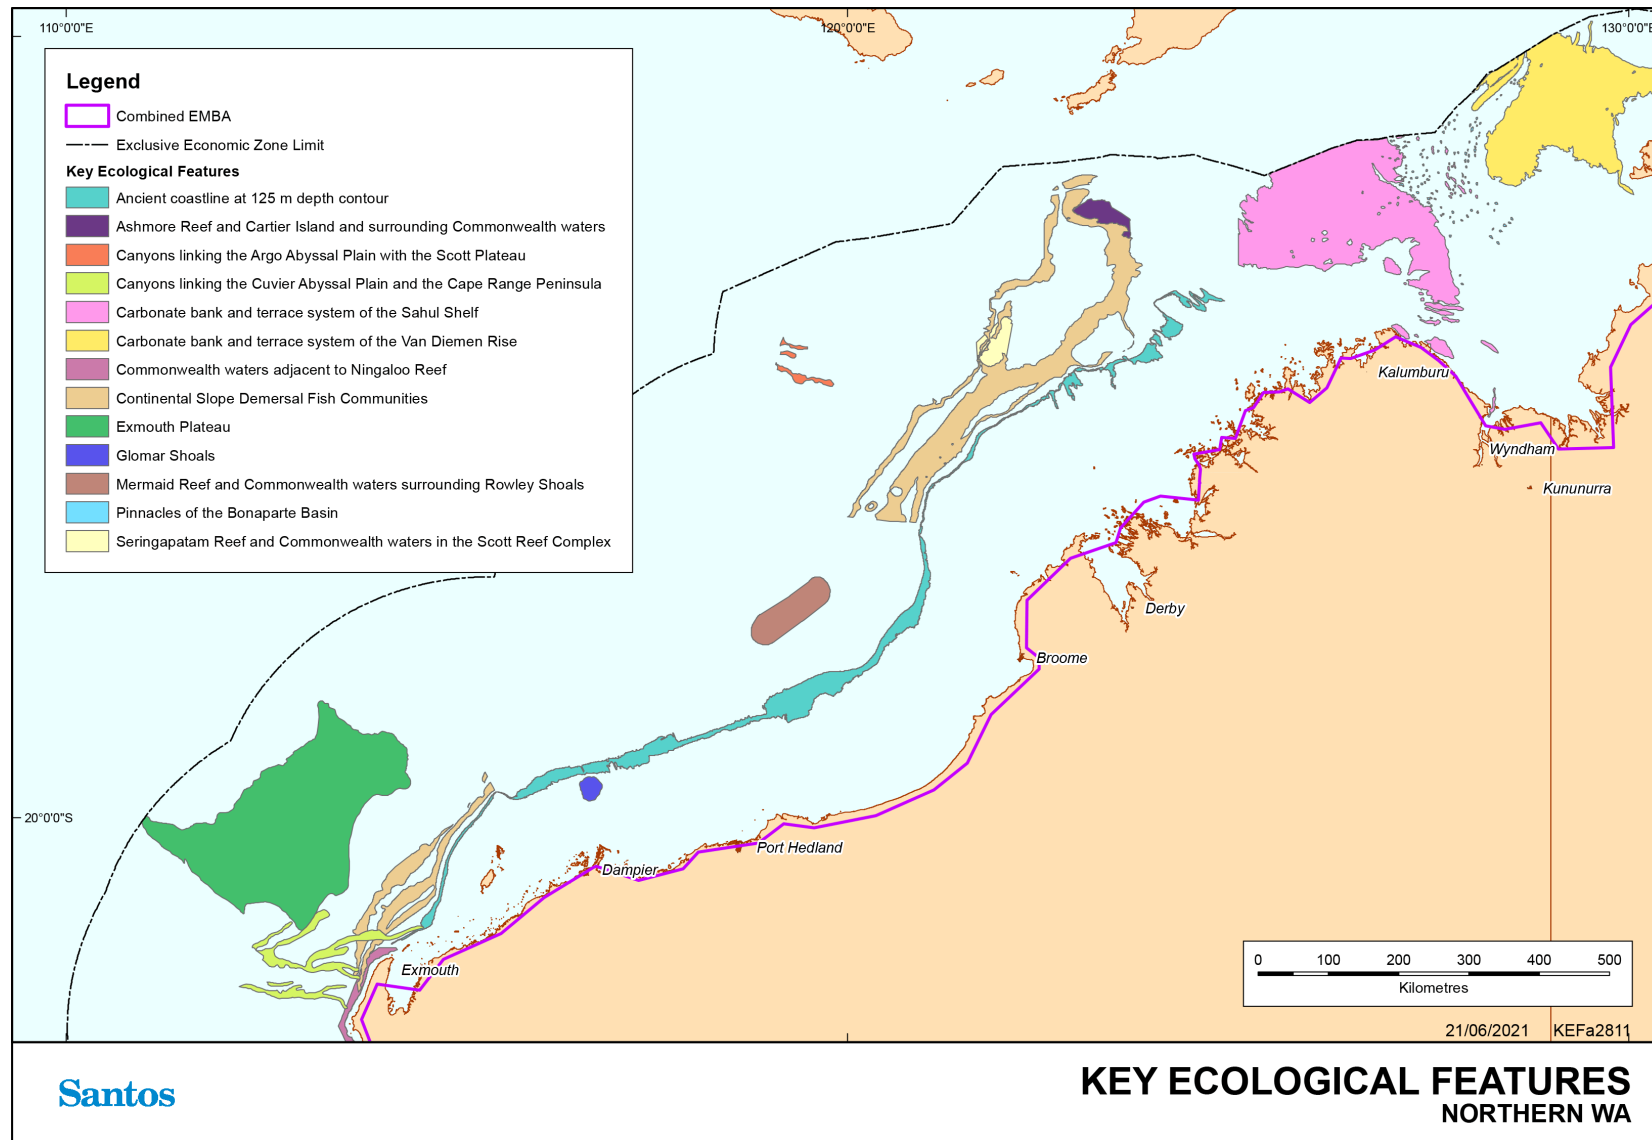 110°0'0"E
120°0'0"E
130°0'0"E
Legend
Combined EMBA
Exclusive Economic Zone Limit
Key Ecological Features
Ancient coastline at 125 m depth contour
Ashmore Reef and Cartier Island and surrounding Commonwealth waters
Canyons linking the Argo Abyssal Plain with the Scott Plateau
Canyons linking the Cuvier Abyssal Plain and the Cape Range Peninsula
Carbonate bank and terrace system of the Sahul Shelf
Carbonate bank and terrace system of the Van Diemen Rise
Commonwealth waters adjacent to Ningaloo Reef
Continental Slope Demersal Fish Communities
Exmouth Plateau
Glomar Shoals
Mermaid Reef and Commonwealth waters surrounding Rowley Shoals
Pinnacles of the Bonaparte Basin
Seringapatam Reef and Commonwealth waters in the Scott Reef Complex
Kalumburu
Wyndham
Kununurra
Derby
Broome
20°0'0"S
Port Hedland
Dampier
Exmouth
0 100 200 300 400 500
Kilometres
21/06/2021 KEFa2811
Santos
KEY ECOLOGICAL FEATURES
NORTHERN WA